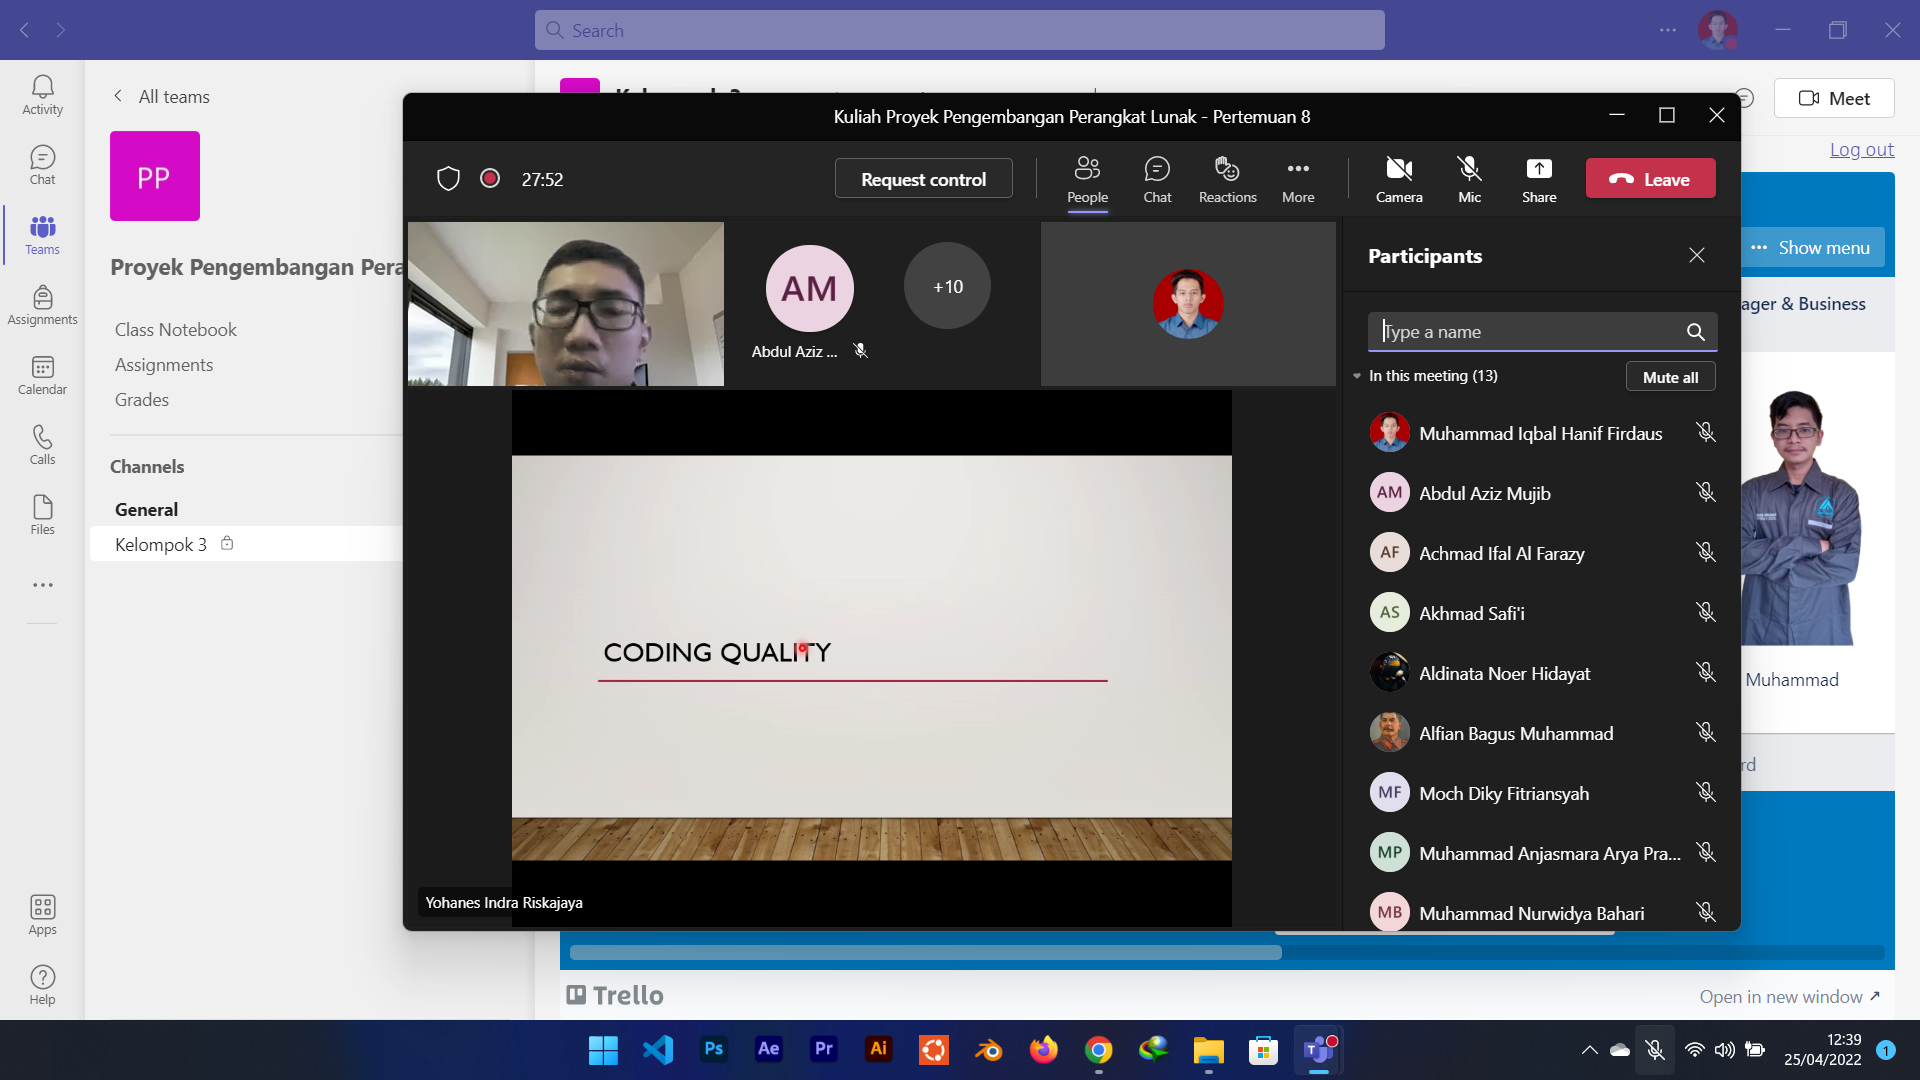 Search
Activity
Chat
Teams
Assignments
Calendar
Calls
Files
Apps
Help
All teams
PP
Proyek Pengembangan Pera
Class Notebook
Assignments
Grades
Channels
General
Kelompok 3
Meet
Log out
Show menu
ager & Business
Muhammad
rd
Kuliah Proyek Pengembangan Perangkat Lunak - Pertemuan 8
27:52
Request control
People
Chat
Reactions
More
Camera
Mic
Share
Leave
AM
Abdul Aziz ...
+10
CODING QUALITY
Yohanes Indra Riskajaya
Participants
Type a name
In this meeting (13)
Mute all
Muhammad Iqbal Hanif Firdaus
AM Abdul Aziz Mujib
AF Achmad Ifal Al Farazy
AS Akhmad Safi'i
Aldinata Noer Hidayat
Alfian Bagus Muhammad
MF Moch Diky Fitriansyah
MP Muhammad Anjasmara Arya Pra...
MB Muhammad Nurwidya Bahari
Trello
Open in new window ↗
Ps
Ae
Pr
Ai
T
12:39
25/04/2022
1